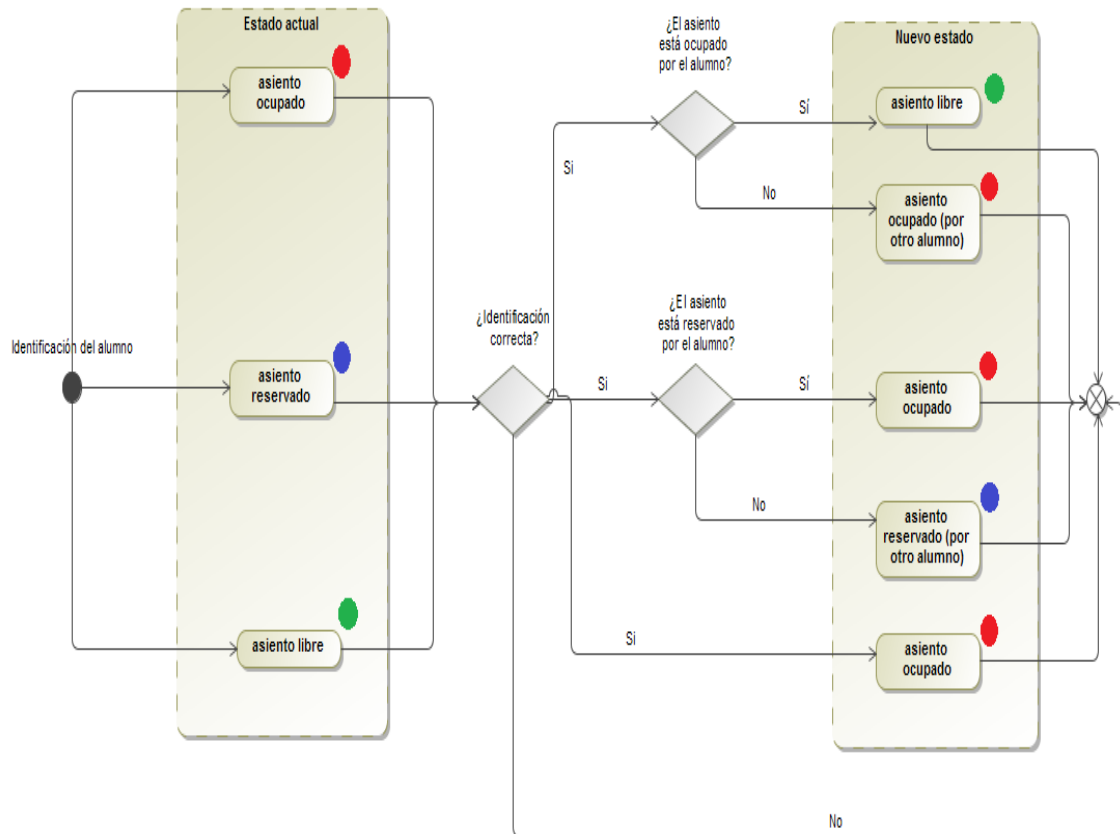 Estado actual
asiento
ocupado
Identificación del alumno
asiento
reservado
asiento libre
¿Identificación
correcta?
Si
Si
Si
No
¿El asiento
está ocupado
por el alumno?
Sí
No
¿El asiento
está reservado
por el alumno?
Sí
No
Nuevo estado
asiento libre
asiento
ocupado (por
otro alumno)
asiento
ocupado
asiento
reservado (por
otro alumno)
asiento
ocupado